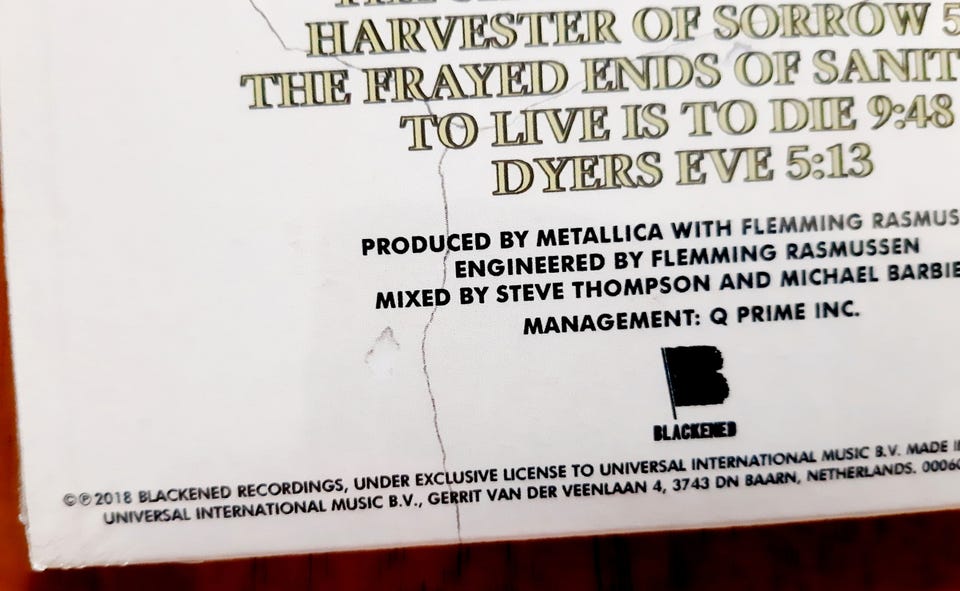 HARVESTER OF SORROW 5
THE FRAYED ENDS OF SANIT
TO LIVE IS TO DIE 9:48
DYERS EVE 5:13
PRODUCED BY METALLICA WITH FLEMMING RASMUS
ENGINEERED BY FLEMMING RASMUSSEN
MIXED BY STEVE THOMPSON AND MICHAEL BARBIE
MANAGEMENT: Q PRIME INC.
B
BLACKENED
©℗2018 BLACKENED RECORDINGS, UNDER EXCLUSIVE LICENSE TO UNIVERSAL INTERNATIONAL MUSIC B.V. MADE I
UNIVERSAL INTERNATIONAL MUSIC B.V., GERRIT VAN DER VEENLAAN 4, 3743 DN BAARN, NETHERLANDS. 00060